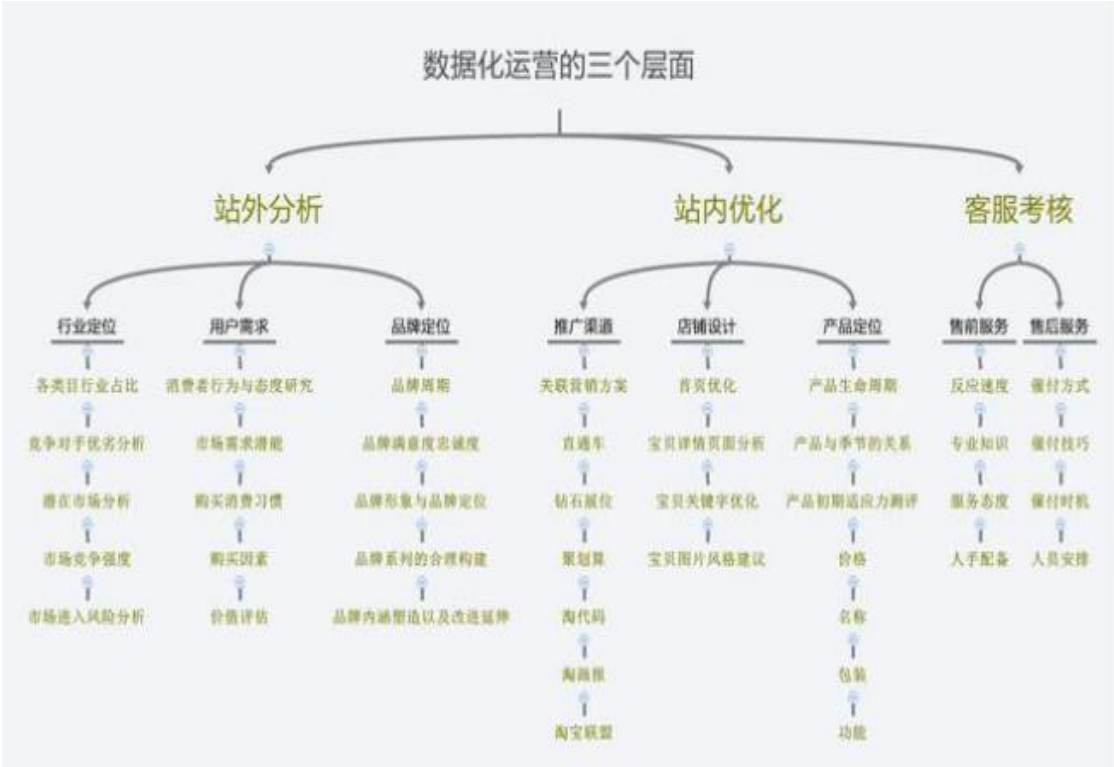 数据化运营的三个层面
站外分析
站内优化
客服考核
行业定位
用户需求
品牌定位
推广渠道
店铺设计
产品定位
售前服务
售后服务
各类目行业占比
消费者行为与态度研究
品牌周期
关联营销方案
首页优化
产品生命周期
反应速度
催付方式
竞争对手优劣分析
市场需求潜能
品牌满意度忠诚度
直通车
宝贝详情页面分析
产品与季节的关系
专业知识
催付技巧
潜在市场分析
购买消费习惯
品牌形象与品牌定位
钻石展位
宝贝关键字优化
产品初期适应力测评
服务态度
催付时机
市场竞争强度
购买因素
品牌系列的合理构建
聚划算
宝贝图片风格建议
价格
人手配备
人员安排
市场进入风险分析
价值评估
品牌内涵塑造以及改进延伸
淘代码
名称
包装
淘宝联盟
功能